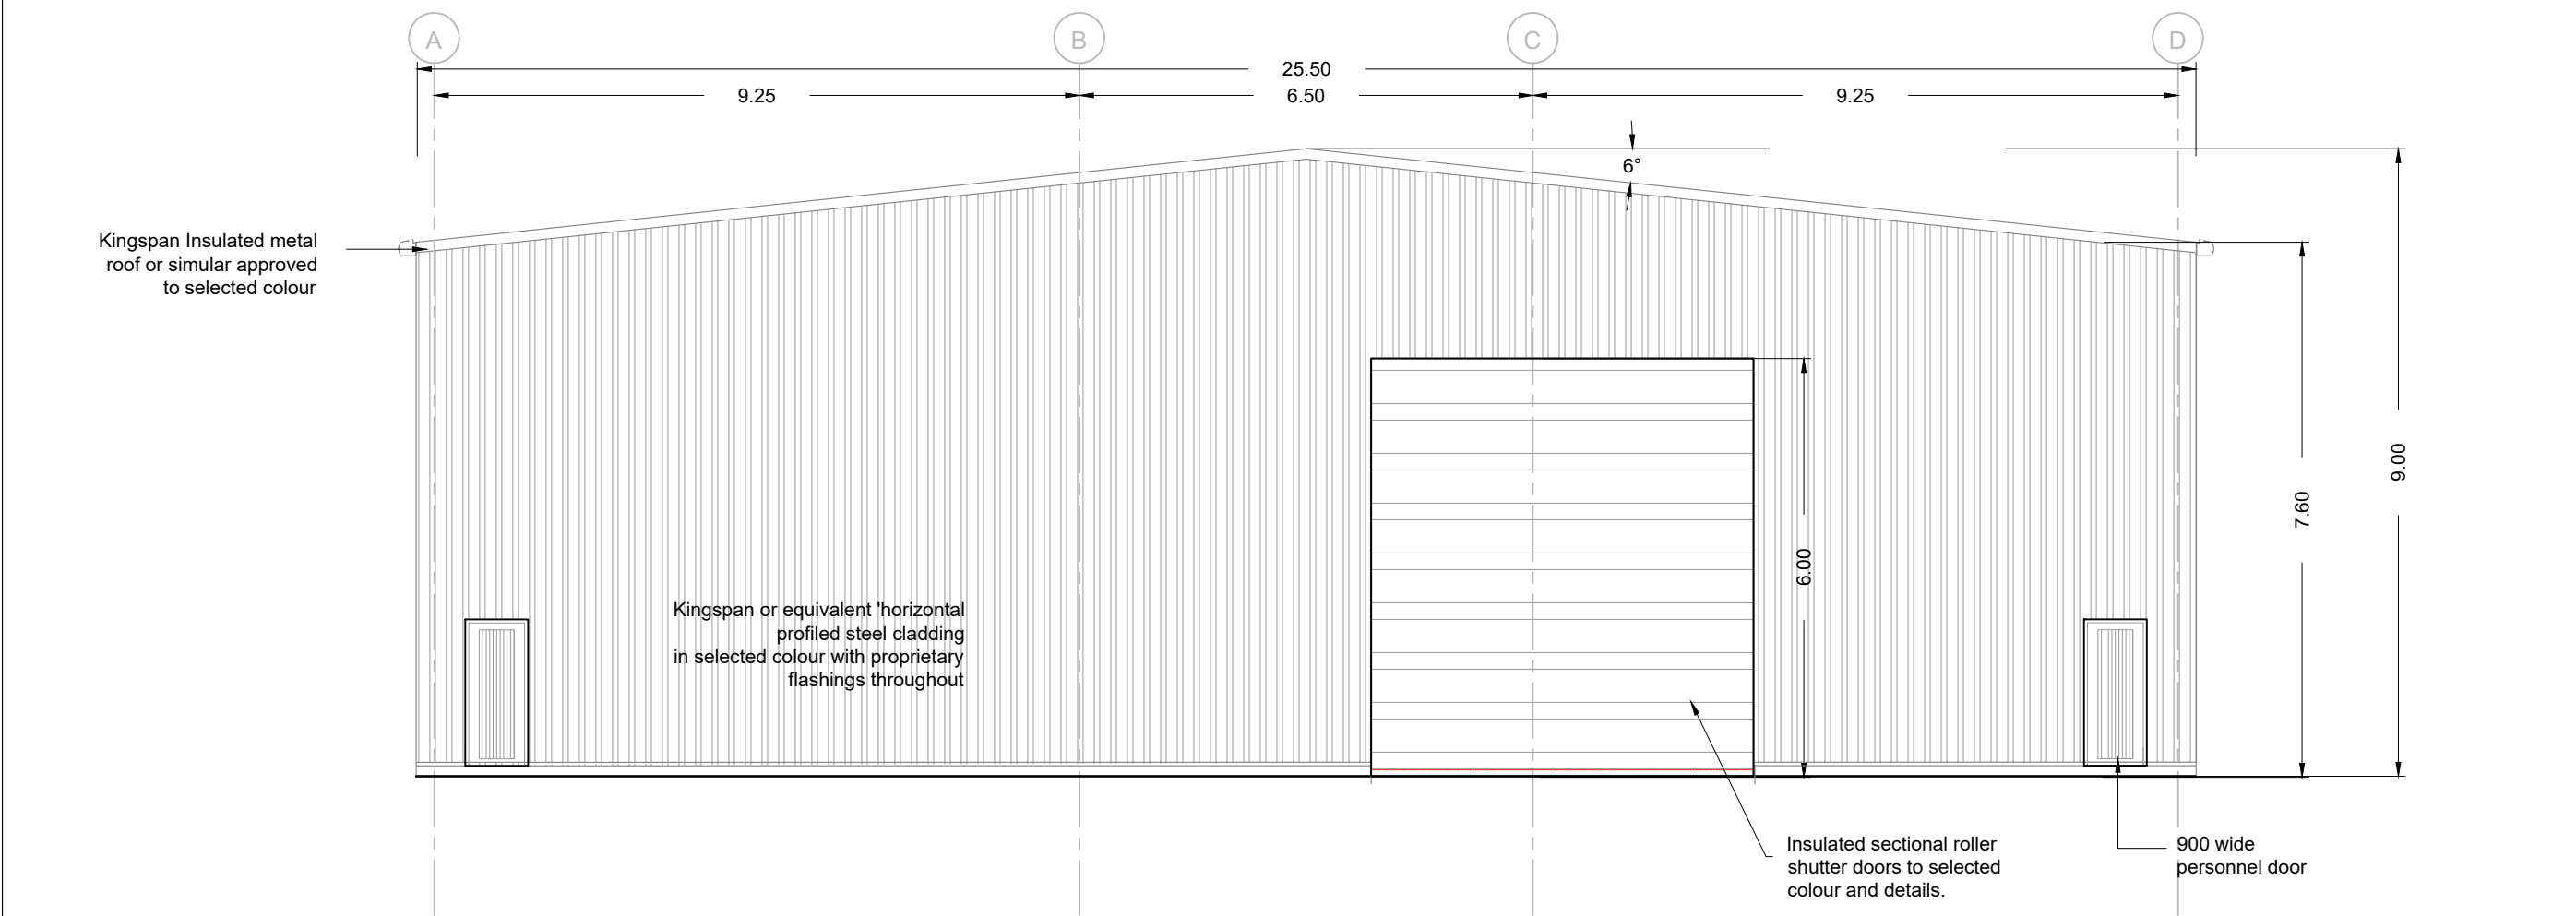 A
B
C
D
25.50
9.25
6.50
9.25
6°
Kingspan Insulated metal
roof or simular approved
to selected colour
9.00
7.60
6.00
Kingspan or equivalent 'horizontal
profiled steel cladding
in selected colour with proprietary
flashings throughout
Insulated sectional roller
shutter doors to selected
colour and details.
900 wide
personnel door